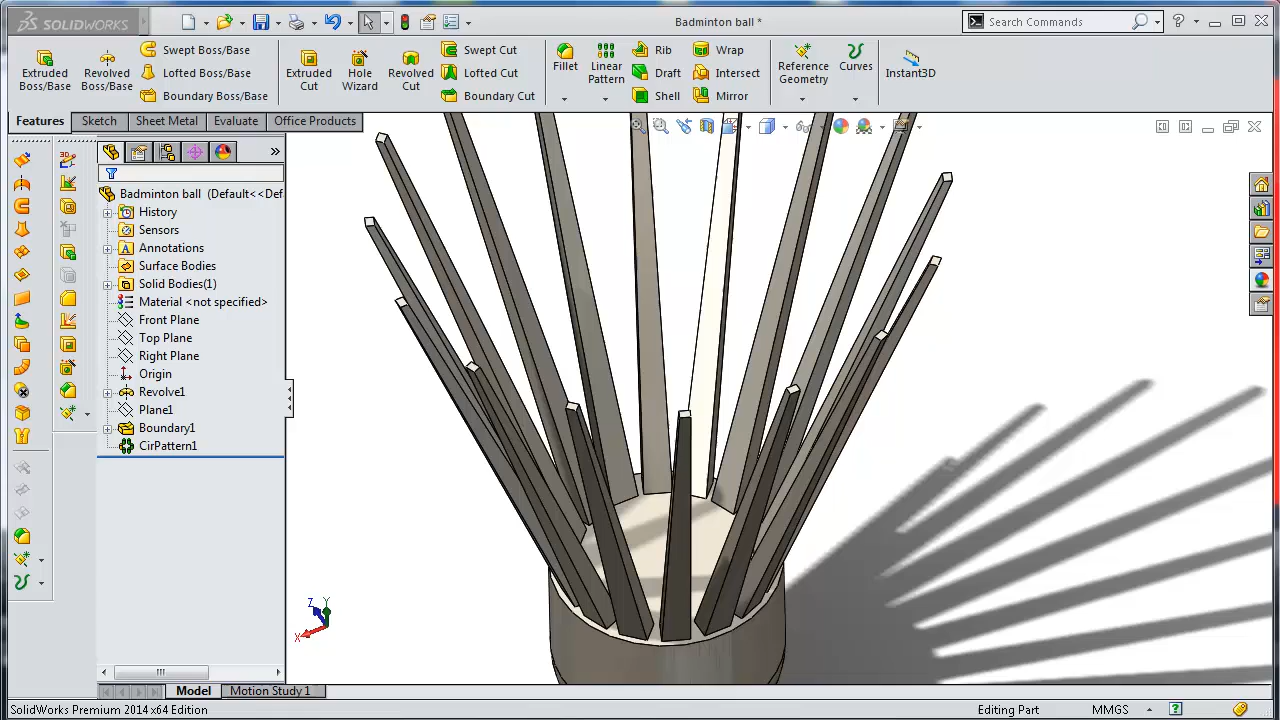 SOLIDWORKS
Badminton ball *
Search Commands
Extruded Boss/Base
Revolved Boss/Base
Swept Boss/Base
Lofted Boss/Base
Boundary Boss/Base
Extruded Cut
Hole Wizard
Revolved Cut
Swept Cut
Lofted Cut
Boundary Cut
Fillet
Linear Pattern
Rib
Draft
Shell
Wrap
Intersect
Mirror
Reference Geometry
Curves
Instant3D
Features
Sketch
Sheet Metal
Evaluate
Office Products
Badminton ball (Default<<Def
History
Sensors
Annotations
Surface Bodies
Solid Bodies(1)
Material <not specified>
Front Plane
Top Plane
Right Plane
Origin
Revolve1
Plane1
Boundary1
CirPattern1
Z
Y
X
Model
Motion Study 1
SolidWorks Premium 2014 x64 Edition
Editing Part
MMGS